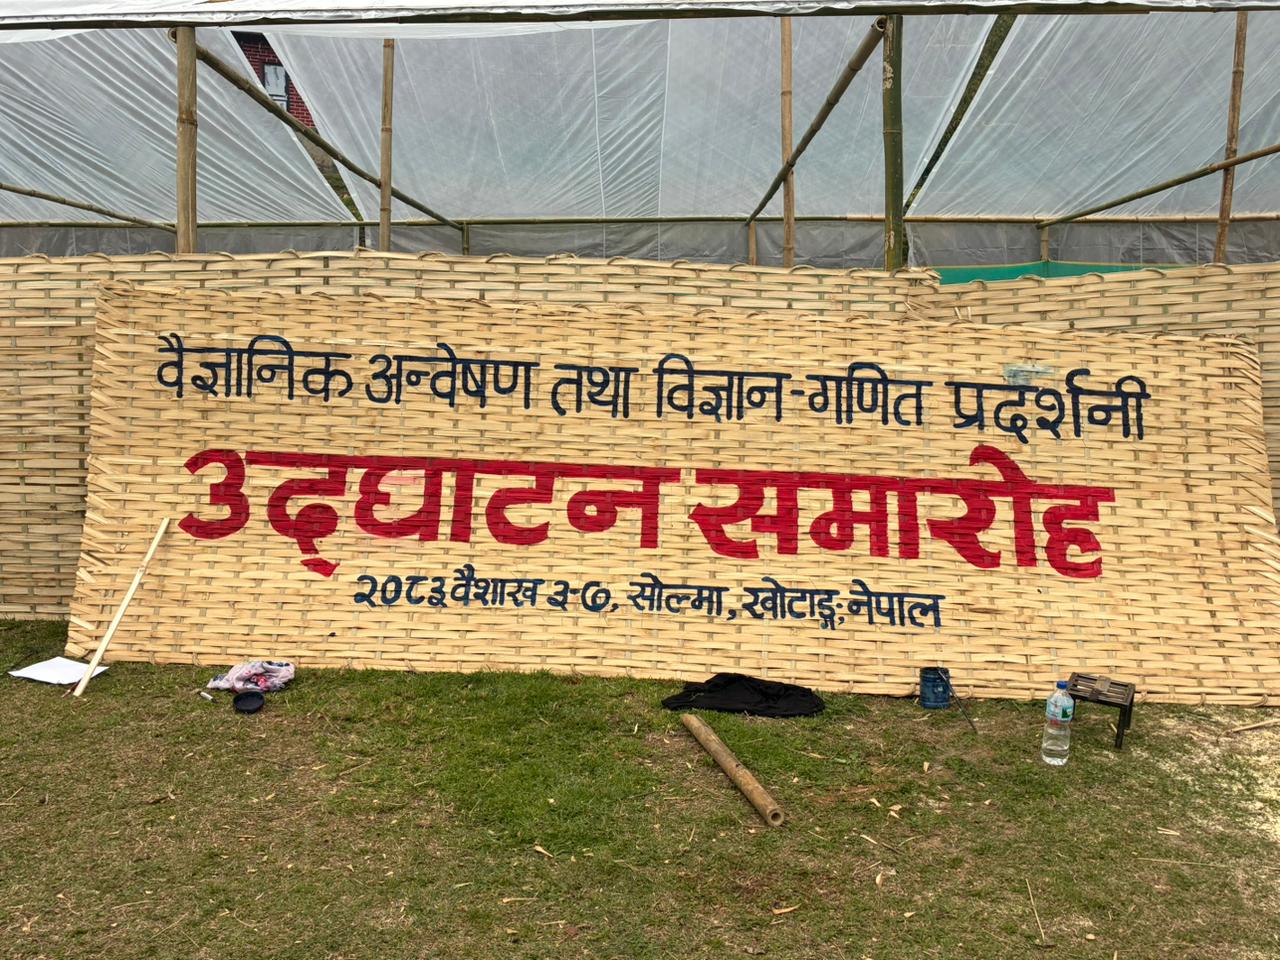 वैज्ञानिक अन्वेषण तथा विज्ञान-गणित प्रदर्शनी
उद्घाटन समारोह
२०८३ वैशाख ३-७, सोल्मा, खोटाङ्ग; नेपाल